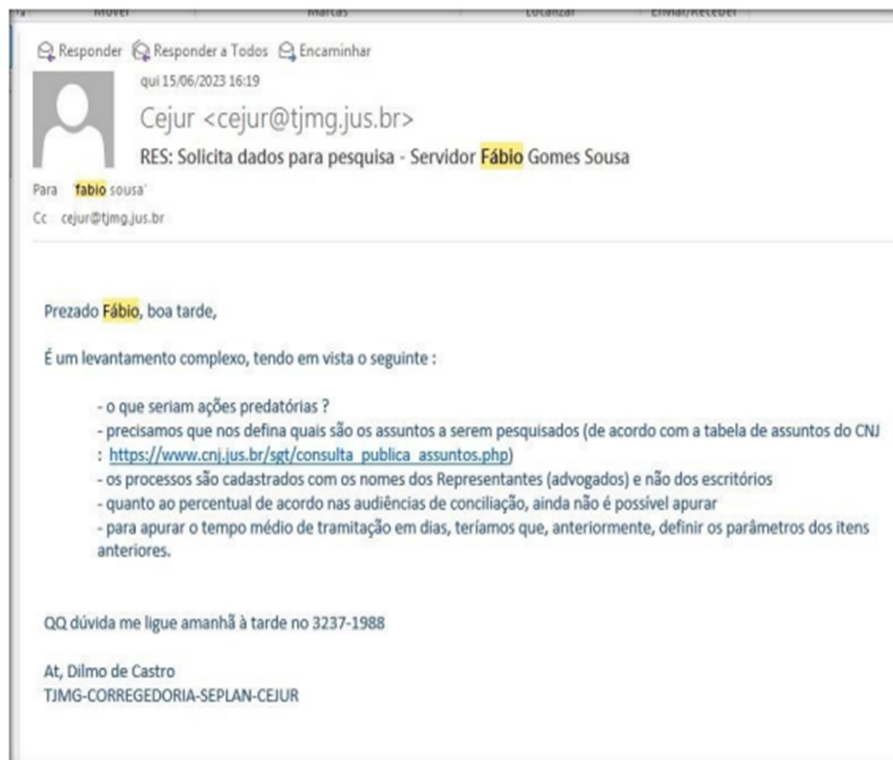 Mover Marcas Localizar Enviar/Receber
Responder Responder a Todos Encaminhar
qui 15/06/2023 16:19
Cejur <cejur@tjmg.jus.br>
RES: Solicita dados para pesquisa - Servidor Fábio Gomes Sousa
Para 'fabio sousa'
Cc cejur@tjmg.jus.br
Prezado Fábio, boa tarde,
É um levantamento complexo, tendo em vista o seguinte :
- o que seriam ações predatórias ?
- precisamos que nos defina quais são os assuntos a serem pesquisados (de acordo com a tabela de assuntos do CNJ
: https://www.cnj.jus.br/sgt/consulta_publica_assuntos.php)
- os processos são cadastrados com os nomes dos Representantes (advogados) e não dos escritórios
- quanto ao percentual de acordo nas audiências de conciliação, ainda não é possível apurar
- para apurar o tempo médio de tramitação em dias, teríamos que, anteriormente, definir os parâmetros dos itens
anteriores.
QQ dúvida me ligue amanhã à tarde no 3237-1988
At, Dilmo de Castro
TJMG-CORREGEDORIA-SEPLAN-CEJUR